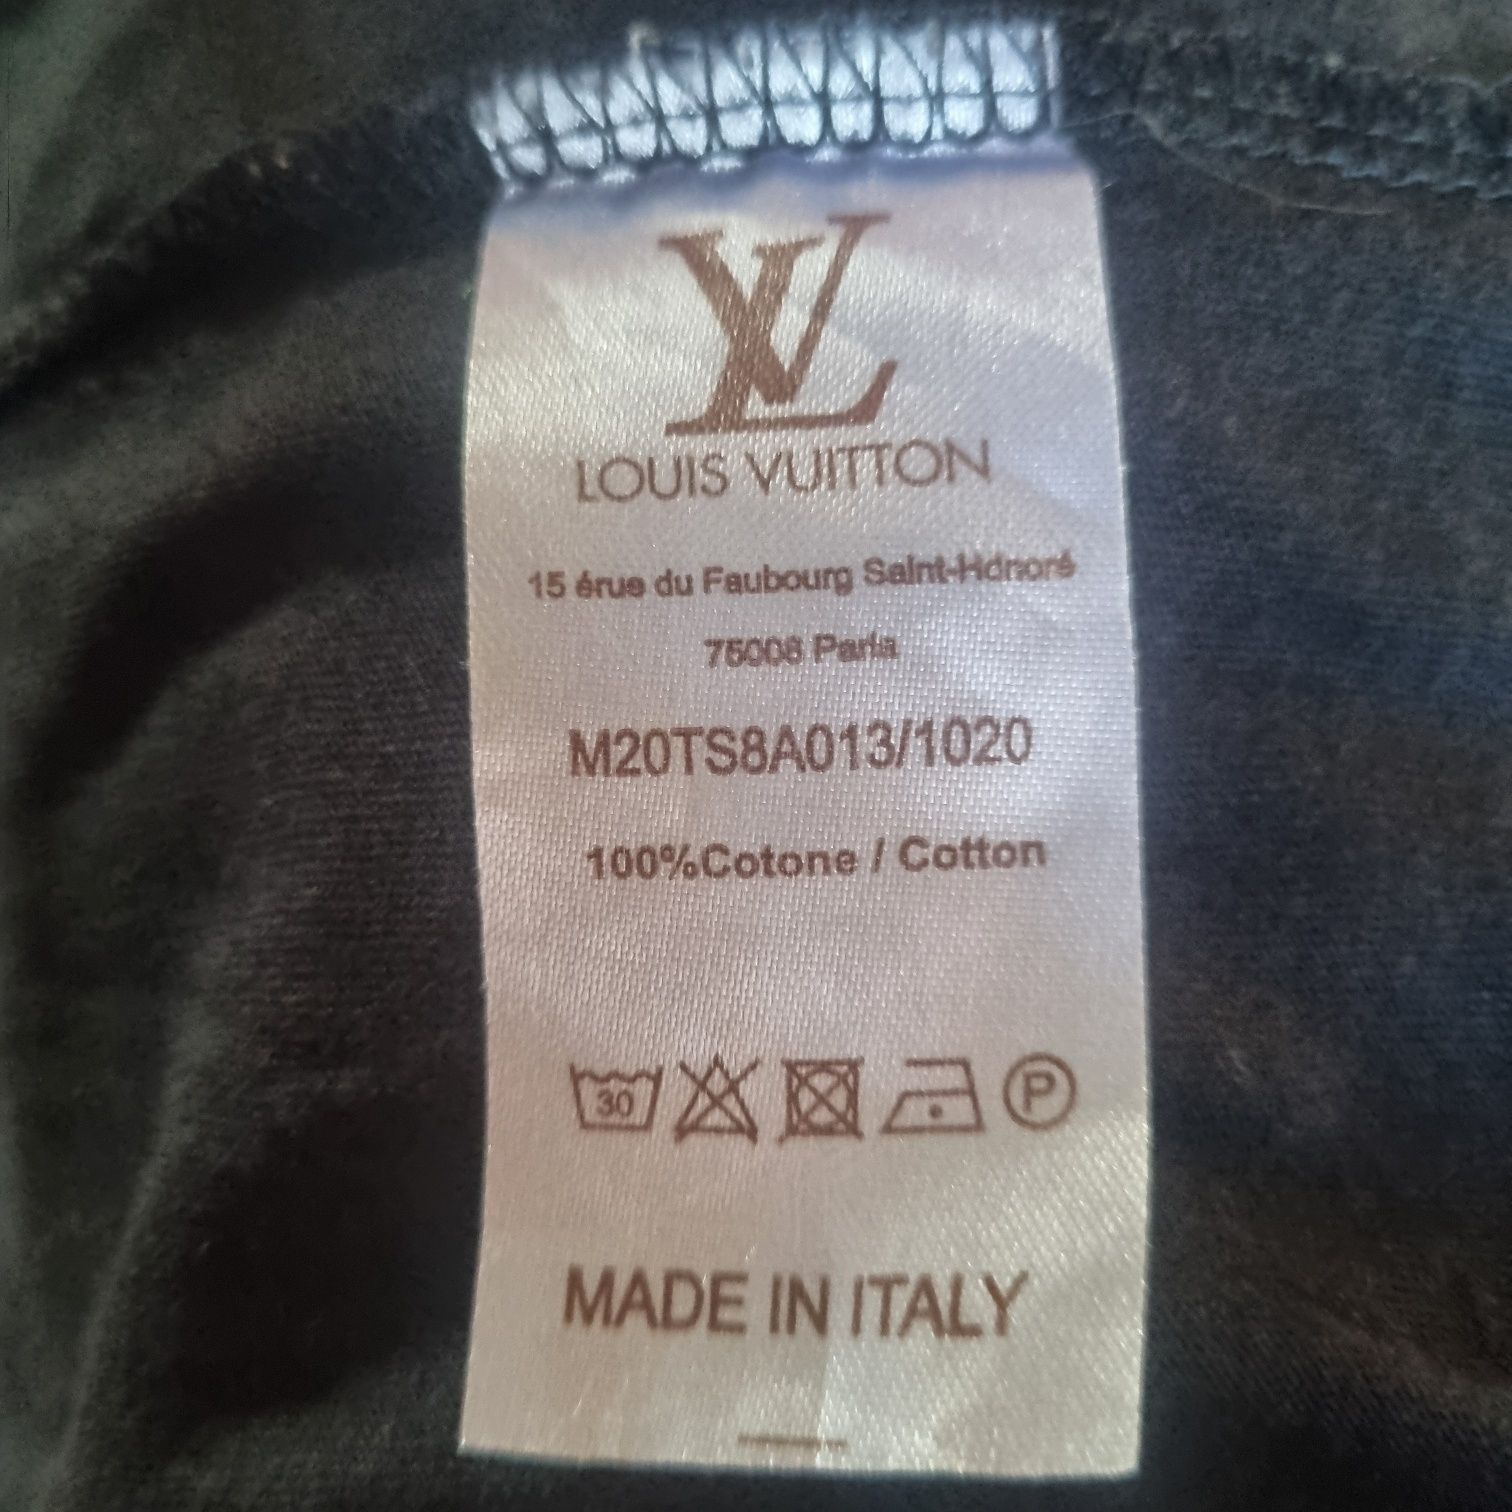 LV
LOUIS VUITTON
15 érue du Faubourg Saint-Hdnoré
75008 Parla
M20TS8A013/1020
100%Cotone / Cotton
30 P
MADE IN ITALY